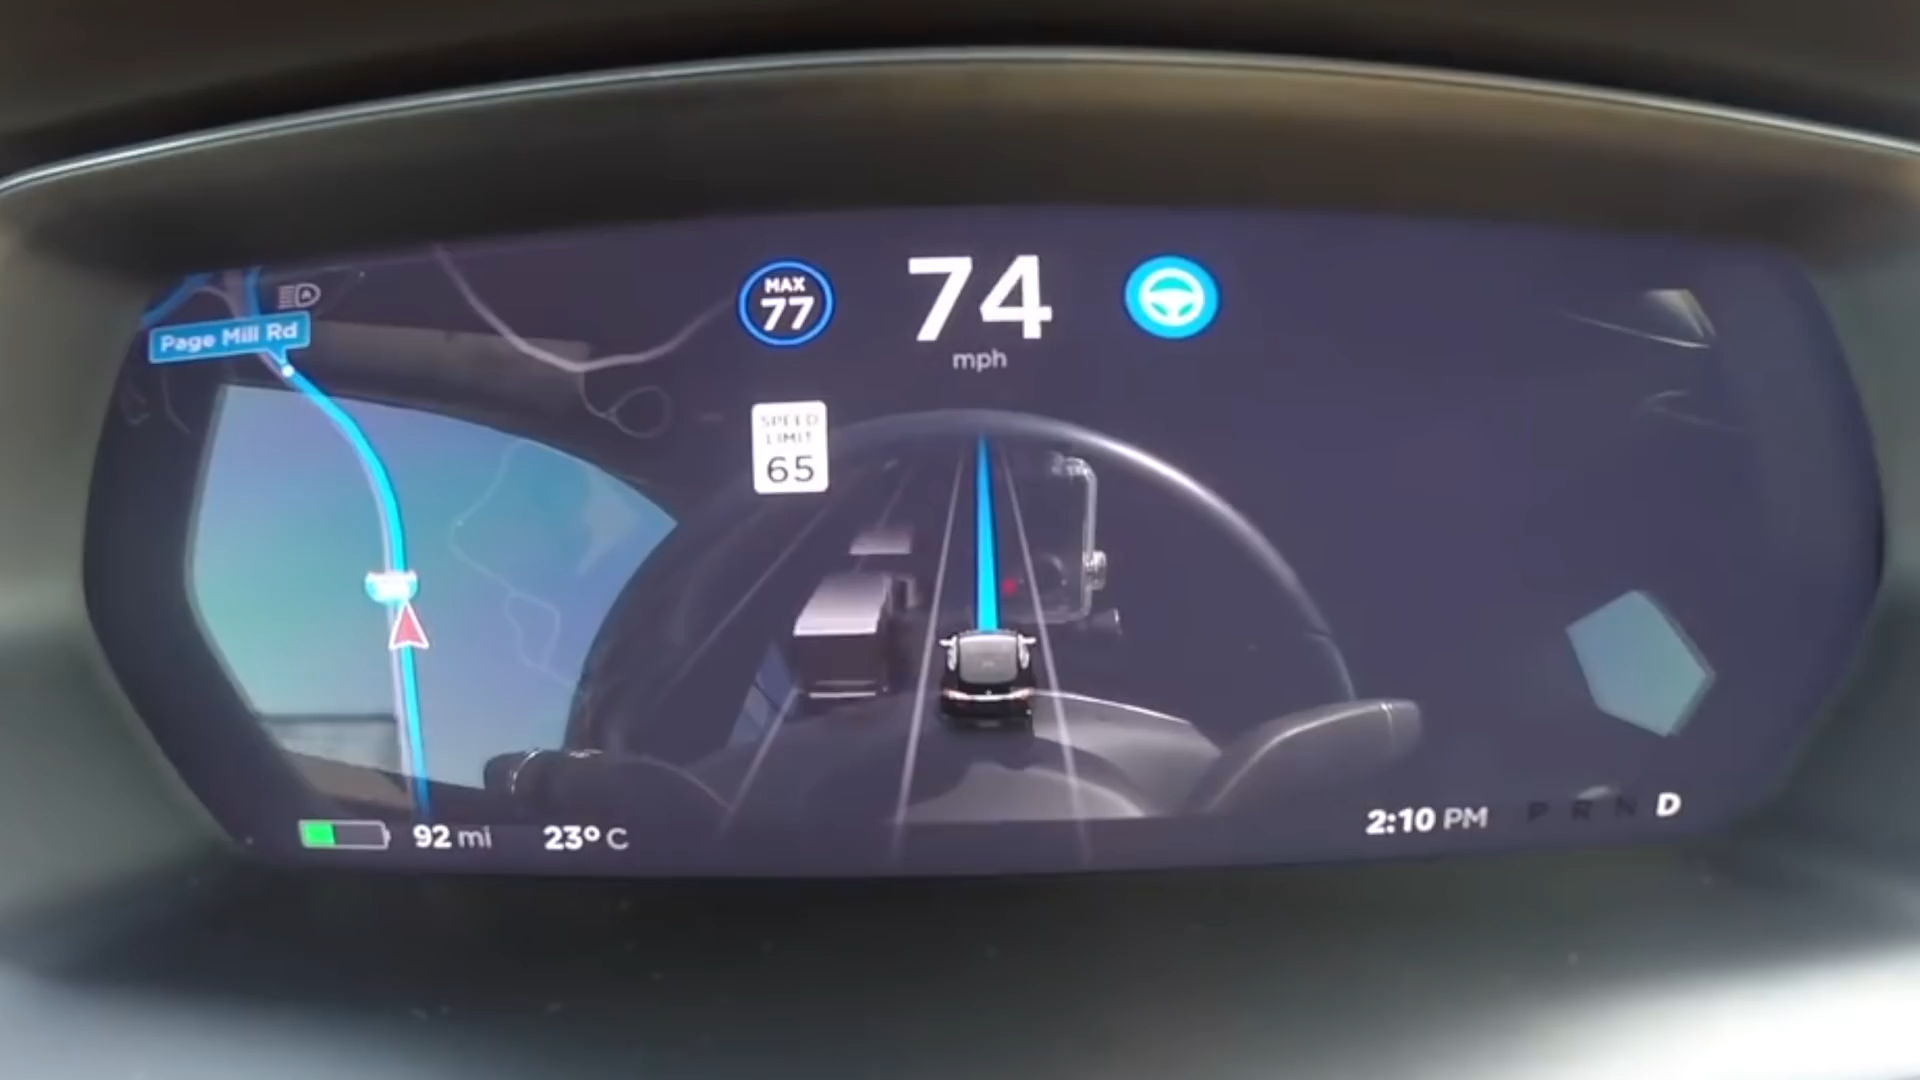 MAX
77
74
mph
Page Mill Rd
SPEED
LIMIT
65
92 mi
23° C
2:10 PM
P R N D